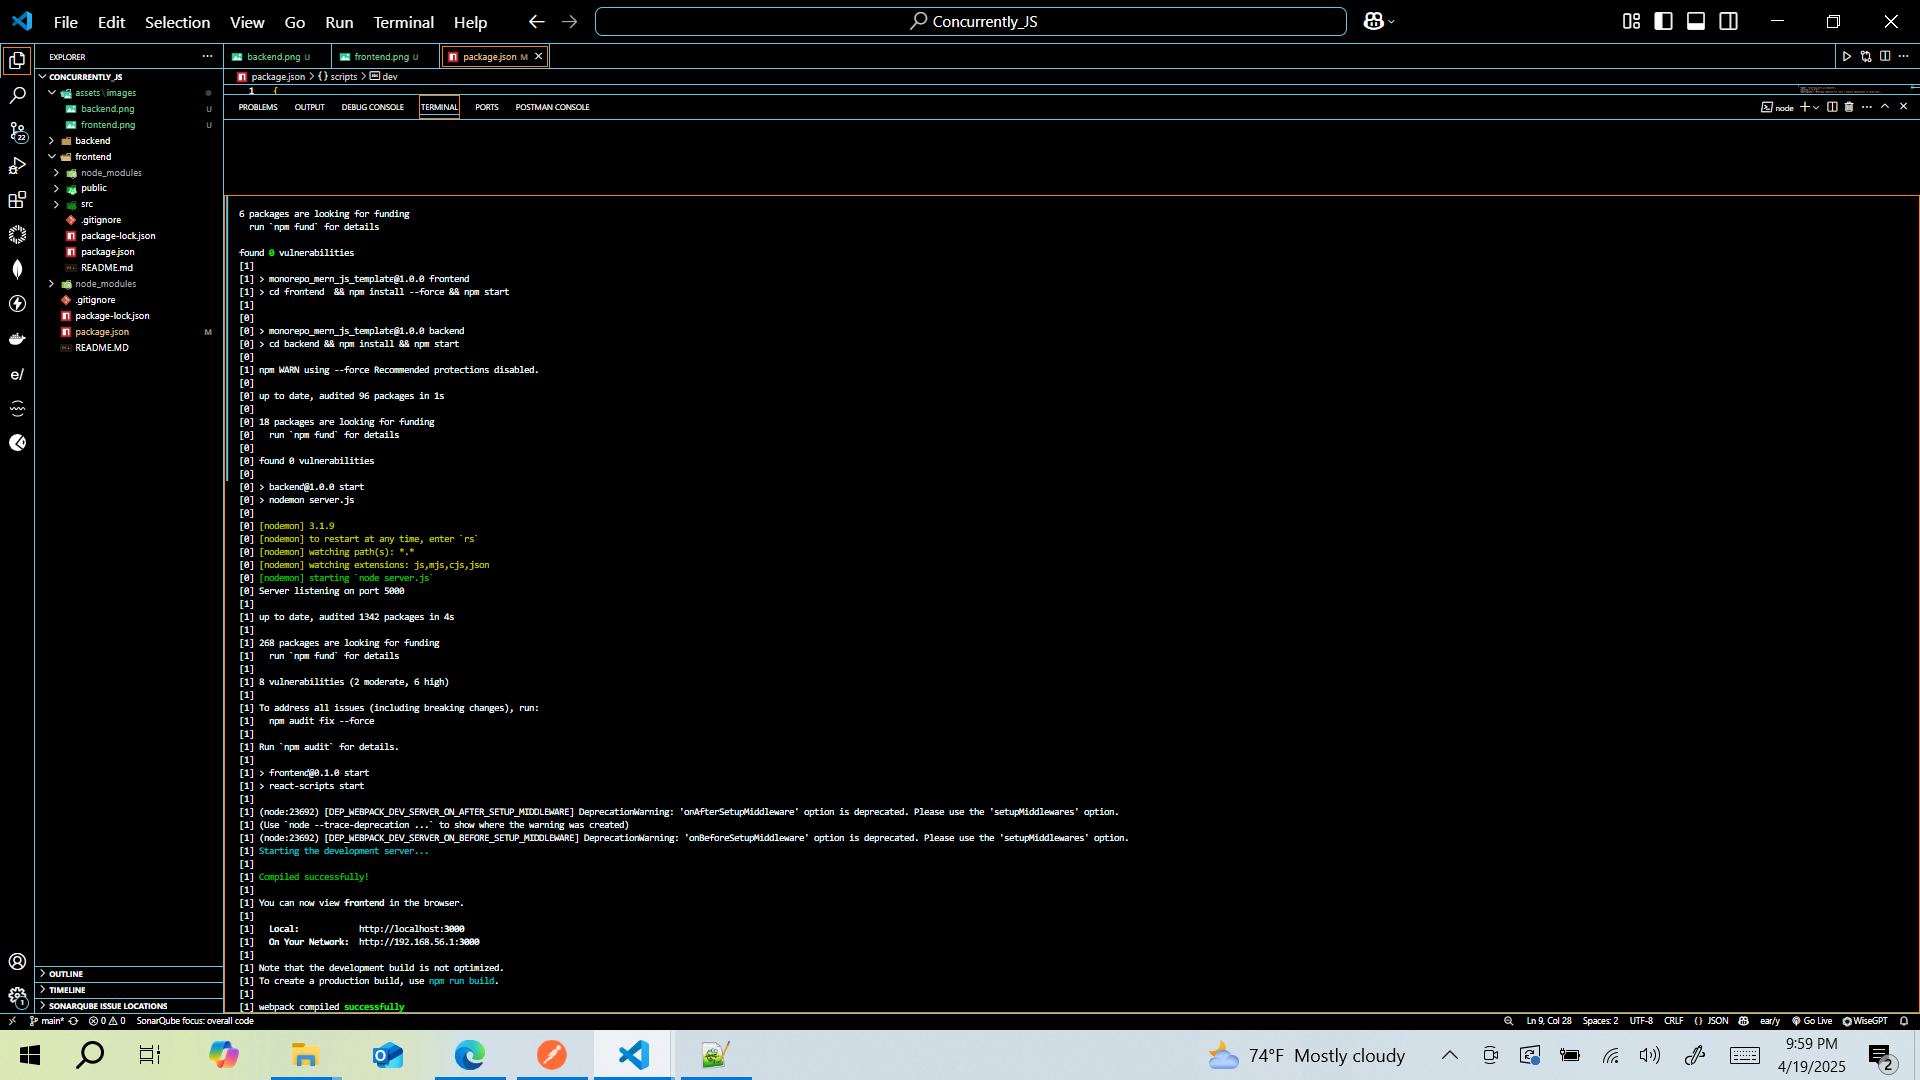 File Edit Selection View Go Run Terminal Help
Concurrently_JS
EXPLORER
backend.png U
frontend.png U
package.json M
package.json > {} scripts > dev
CONCURRENTLY_JS
1 {
assets \ images
backend.png U
frontend.png U
backend
frontend
node_modules
public
src
.gitignore
package-lock.json
package.json
README.md
node_modules
.gitignore
package-lock.json
package.json M
README.MD
22
e/
PROBLEMS OUTPUT DEBUG CONSOLE TERMINAL PORTS POSTMAN CONSOLE
node
6 packages are looking for funding
run `npm fund` for details
found 0 vulnerabilities
[1]
[1] > monorepo_mern_js_template@1.0.0 frontend
[1] > cd frontend  && npm install --force && npm start
[1]
[0]
[0] > monorepo_mern_js_template@1.0.0 backend
[0] > cd backend && npm install && npm start
[0]
[1] npm WARN using --force Recommended protections disabled.
[0]
[0] up to date, audited 96 packages in 1s
[0]
[0] 18 packages are looking for funding
[0]   run `npm fund` for details
[0]
[0] found 0 vulnerabilities
[0]
[0] > backend@1.0.0 start
[0] > nodemon server.js
[0]
[0] [nodemon] 3.1.9
[0] [nodemon] to restart at any time, enter `rs`
[0] [nodemon] watching path(s): *.*
[0] [nodemon] watching extensions: js,mjs,cjs,json
[0] [nodemon] starting `node server.js`
[0] Server listening on port 5000
[1]
[1] up to date, audited 1342 packages in 4s
[1]
[1] 268 packages are looking for funding
[1]   run `npm fund` for details
[1]
[1] 8 vulnerabilities (2 moderate, 6 high)
[1]
[1] To address all issues (including breaking changes), run:
[1]   npm audit fix --force
[1]
[1] Run `npm audit` for details.
[1]
[1] > frontend@0.1.0 start
[1] > react-scripts start
[1]
[1] (node:23692) [DEP_WEBPACK_DEV_SERVER_ON_AFTER_SETUP_MIDDLEWARE] DeprecationWarning: 'onAfterSetupMiddleware' option is deprecated. Please use the 'setupMiddlewares' option.
[1] (Use `node --trace-deprecation ...` to show where the warning was created)
[1] (node:23692) [DEP_WEBPACK_DEV_SERVER_ON_BEFORE_SETUP_MIDDLEWARE] DeprecationWarning: 'onBeforeSetupMiddleware' option is deprecated. Please use the 'setupMiddlewares' option.
[1] Starting the development server...
[1]
[1] Compiled successfully!
[1]
[1] You can now view frontend in the browser.
[1]
[1]   Local:            http://localhost:3000
[1]   On Your Network:  http://192.168.56.1:3000
[1]
[1] Note that the development build is not optimized.
[1] To create a production build, use npm run build.
[1]
[1] webpack compiled successfully
OUTLINE
TIMELINE
SONARQUBE ISSUE LOCATIONS
1
main* 0 0 SonarQube focus: overall code
Ln 9, Col 28 Spaces: 2 UTF-8 CRLF {} JSON ear/y Go Live WiseGPT
74°F Mostly cloudy
9:59 PM
4/19/2025
2